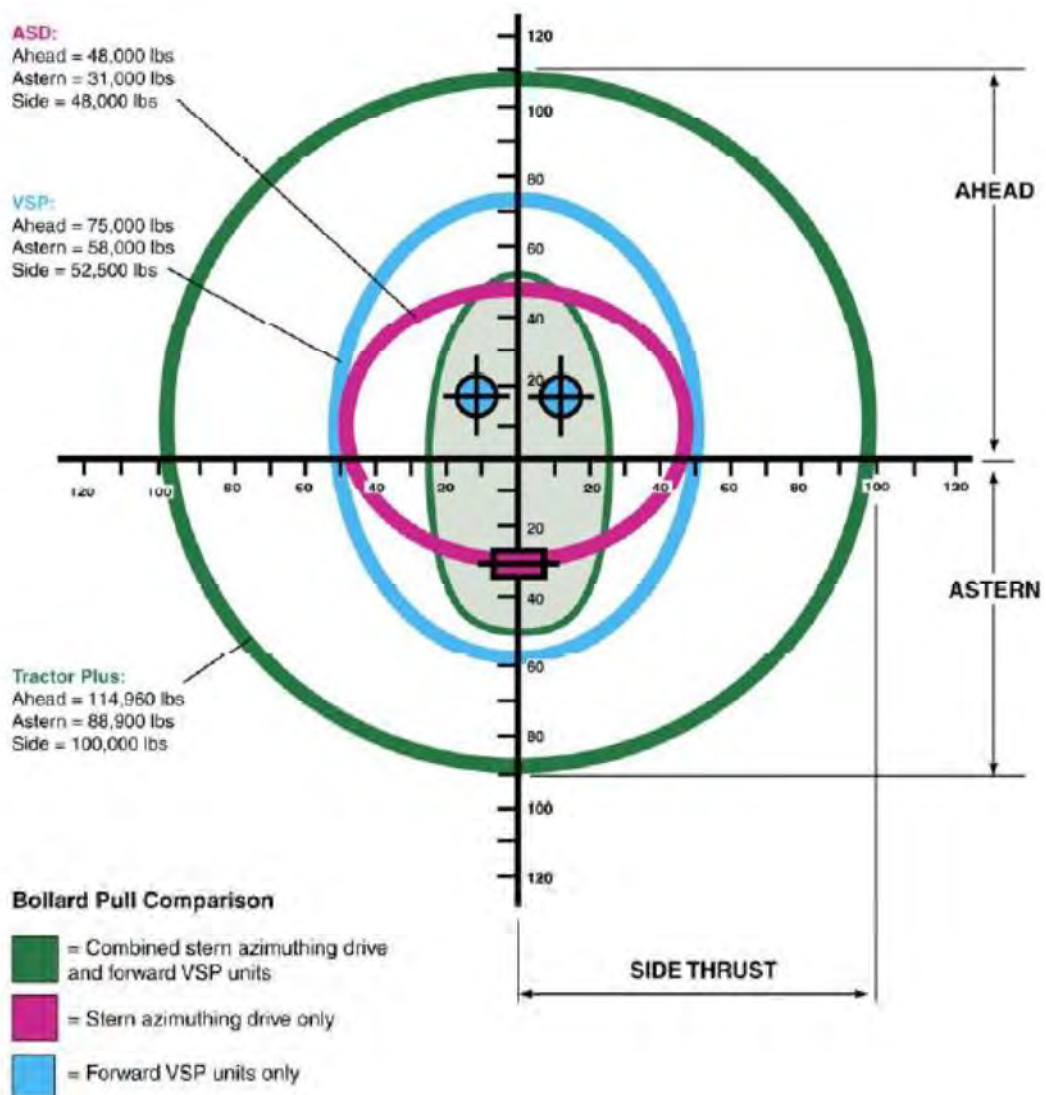 ASD:
Ahead = 48,000 lbs
Astern = 31,000 lbs
Side = 48,000 lbs
VSP:
Ahead = 75,000 lbs
Astern = 58,000 lbs
Side = 52,500 lbs
120
100
80
60
40
20
AHEAD
120 100 80 60 40 20 20 40 60 80 100 120
20
40
60
80
100
120
ASTERN
Tractor Plus:
Ahead = 114,960 lbs
Astern = 88,900 lbs
Side = 100,000 lbs
Bollard Pull Comparison
= Combined stern azimuthing drive
and forward VSP units
= Stern azimuthing drive only
= Forward VSP units only
SIDE THRUST